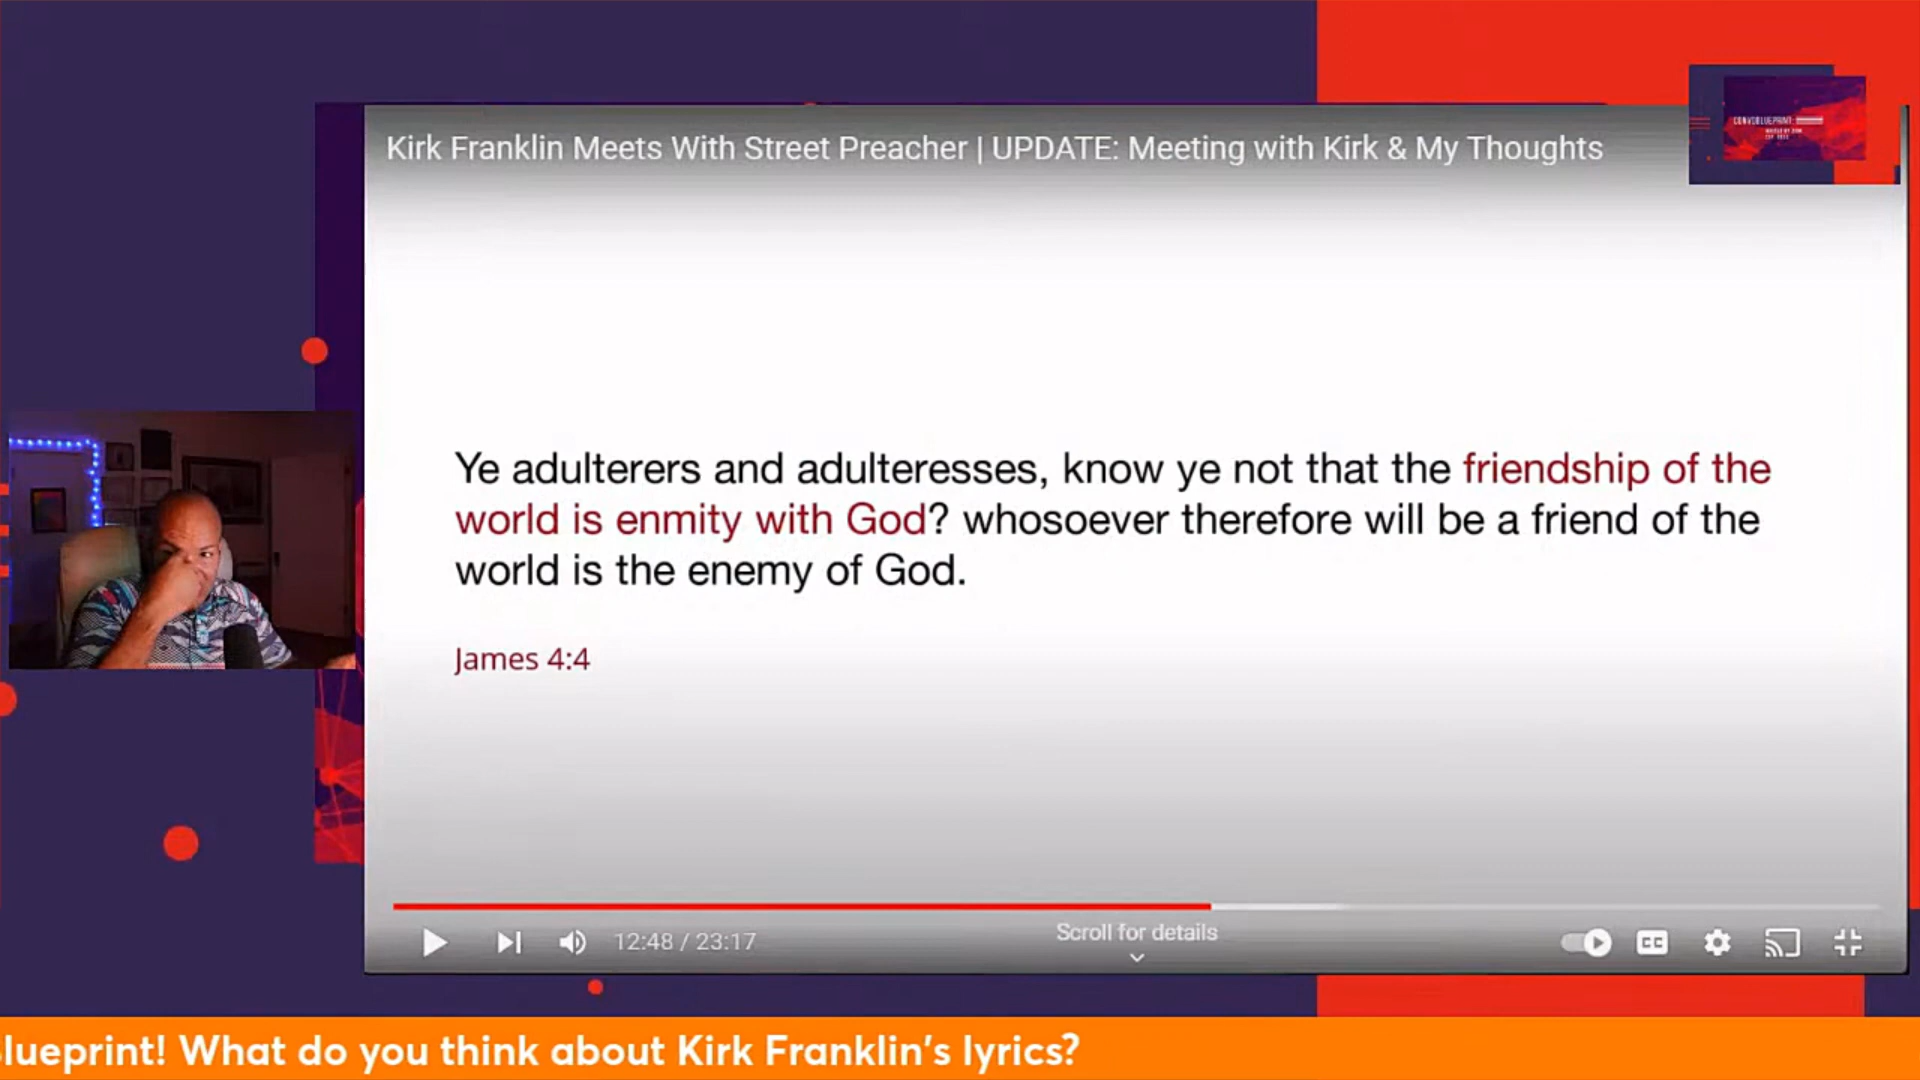 Kirk Franklin Meets With Street Preacher | UPDATE: Meeting with Kirk & My Thoughts
CONVOBLUEPRINT
Ye adulterers and adulteresses, know ye not that the friendship of the
world is enmity with God? whosoever therefore will be a friend of the
world is the enemy of God.
James 4:4
12:48 / 23:17
Scroll for details
CC
lueprint! What do you think about Kirk Franklin's lyrics?